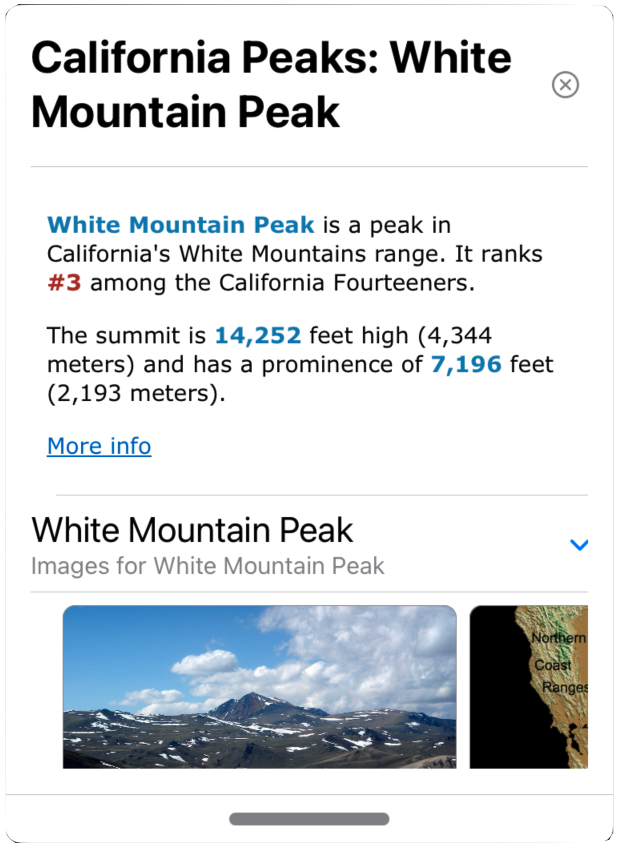 California Peaks: White
Mountain Peak
White Mountain Peak is a peak in
California's White Mountains range. It ranks
#3 among the California Fourteeners.
The summit is 14,252 feet high (4,344
meters) and has a prominence of 7,196 feet
(2,193 meters).
More info
White Mountain Peak
Images for White Mountain Peak
Northern
Coast
Ranges